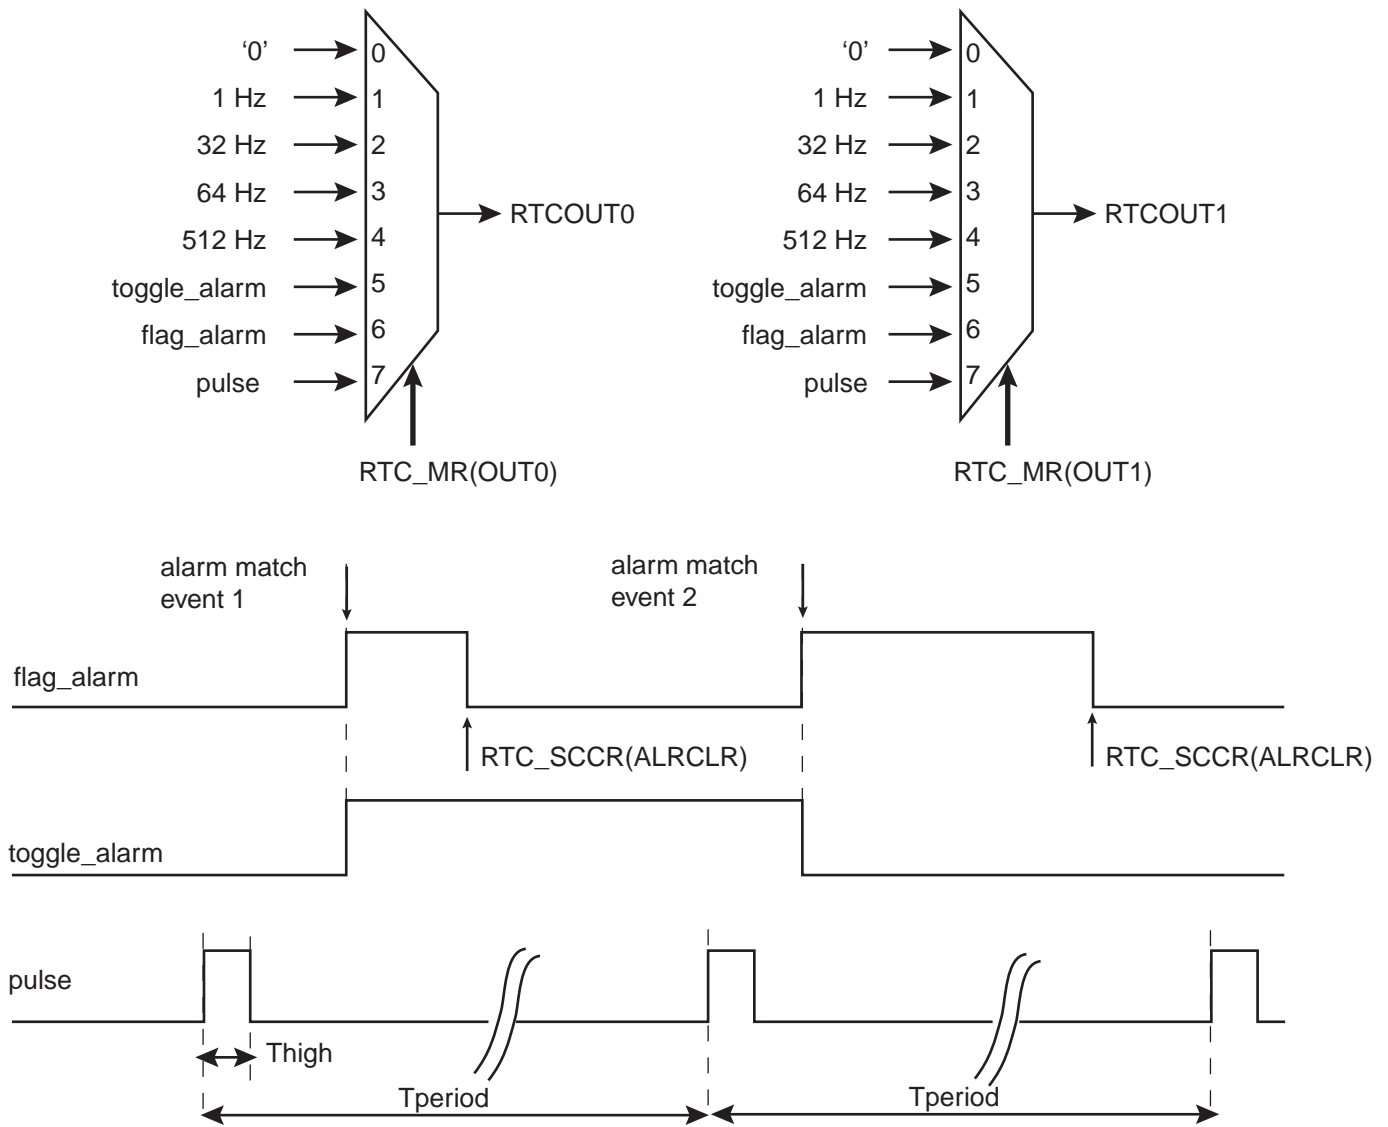 ‘0’
0
1 Hz
1
32 Hz
2
64 Hz
3
512 Hz
4
toggle_alarm
5
flag_alarm
6
pulse
7
RTCOUT0
RTC_MR(OUT0)
‘0’
0
1 Hz
1
32 Hz
2
64 Hz
3
512 Hz
4
toggle_alarm
5
flag_alarm
6
pulse
7
RTCOUT1
RTC_MR(OUT1)
alarm match
event 1
alarm match
event 2
flag_alarm
RTC_SCCR(ALRCLR)
RTC_SCCR(ALRCLR)
toggle_alarm
pulse
Thigh
Tperiod
Tperiod